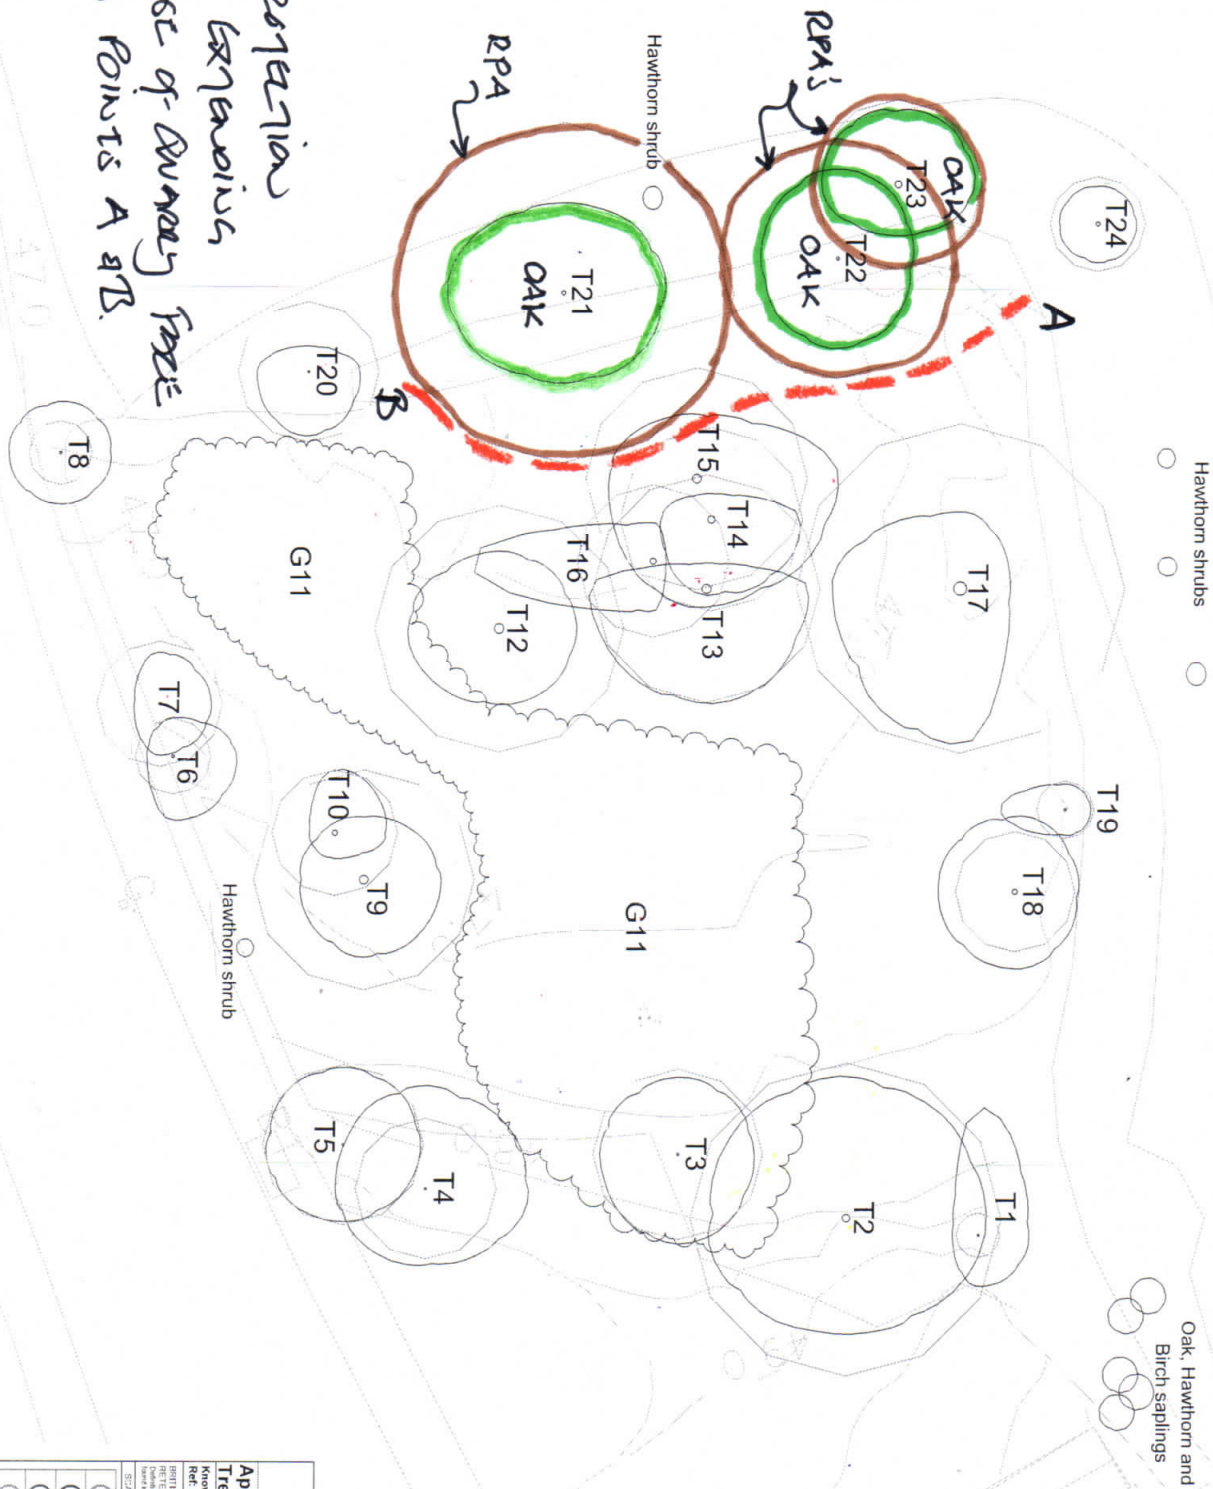 Oak, Hawthorn and
Birch saplings
Hawthorn shrubs
T24
A
T19
T18
T17
T1
T2
RPA's
OAK
T23
T22
OAK
Hawthorn shrub
T15
T14
T13
T3
RPA
T21
OAK
T16
T12
G11
B
T20
G11
T10
T9
T4
T5
Hawthorn shrub
T8
T7
T6
470
EXTENDING
OF QUARRY FACE
POINTS A & B.